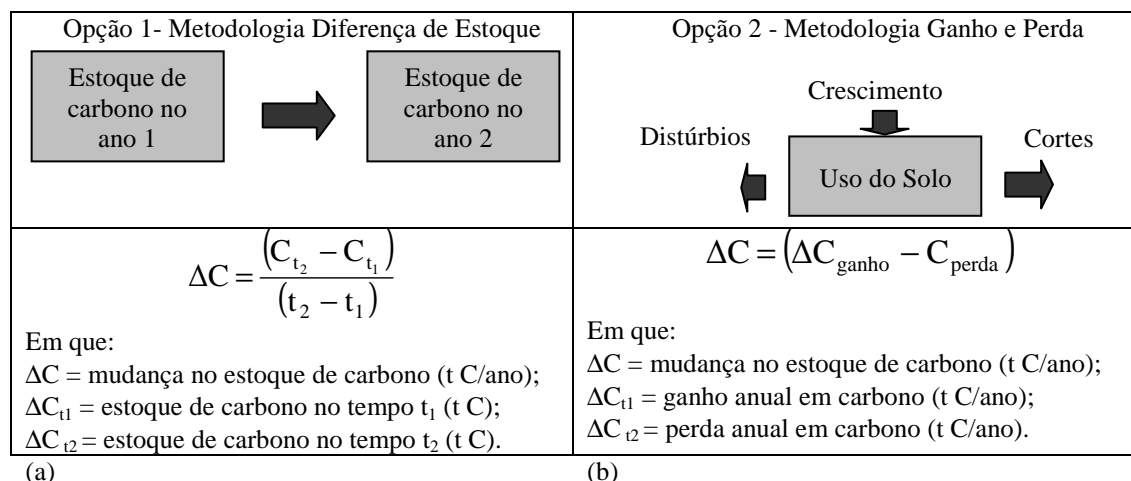 Opção 1- Metodologia Diferença de Estoque
Estoque de
carbono no
ano 1
Estoque de
carbono no
ano 2
ΔC = (C_t₂ − C_t₁) / (t₂ − t₁)
Em que:
ΔC = mudança no estoque de carbono (t C/ano);
ΔC_t1 = estoque de carbono no tempo t₁ (t C);
ΔC_t2 = estoque de carbono no tempo t₂ (t C).
(a)
Opção 2 - Metodologia Ganho e Perda
Crescimento
Distúrbios
Cortes
Uso do Solo
ΔC = (ΔC_ganho − C_perda)
Em que:
ΔC = mudança no estoque de carbono (t C/ano);
ΔC_t1 = ganho anual em carbono (t C/ano);
ΔC_t2 = perda anual em carbono (t C/ano).
(b)